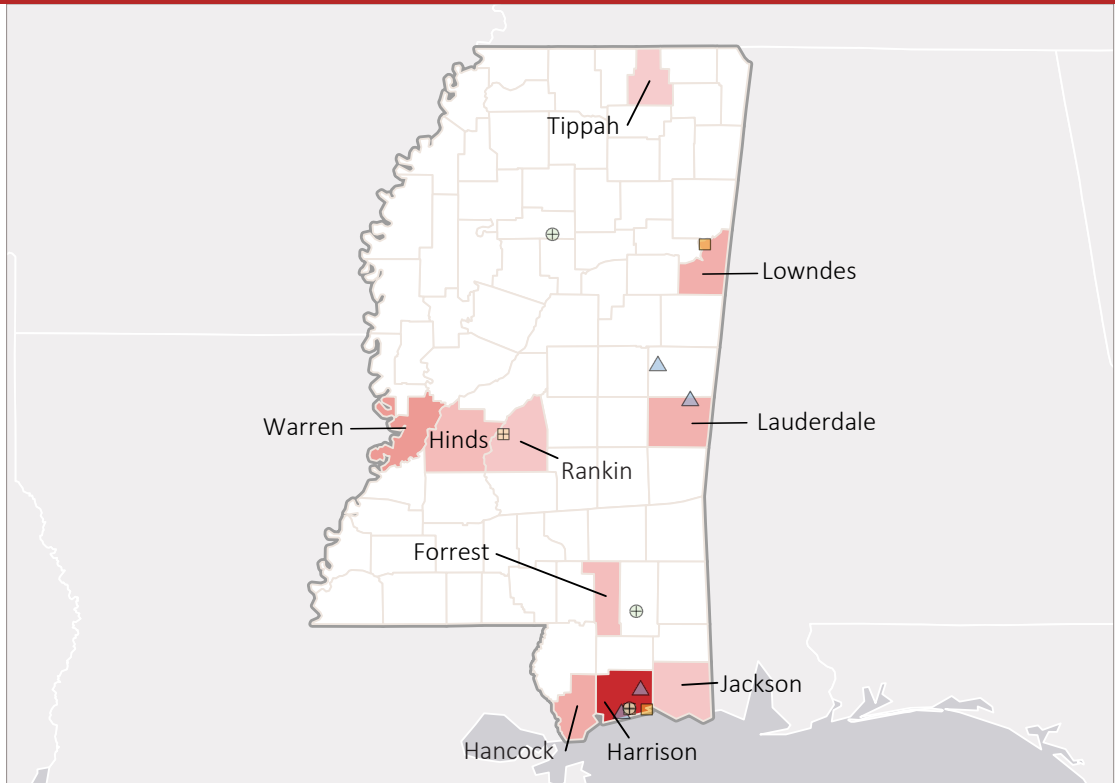 Tippah
Lowndes
Warren
Hinds
Lauderdale
Rankin
Forrest
Jackson
Hancock
Harrison